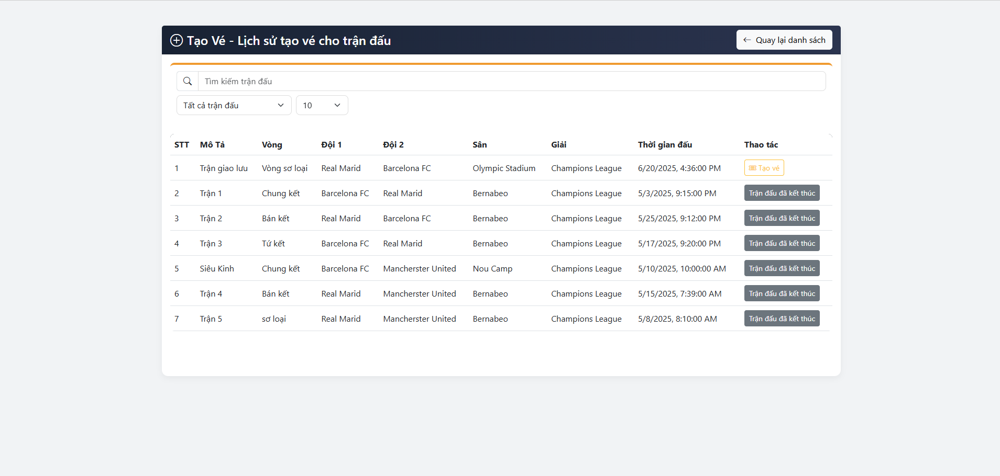 Tạo Vé - Lịch sử tạo vé cho trận đấu
Quay lại danh sách
Tìm kiếm trận đấu
Tất cả trận đấu 10
STT Mô Tả Vòng Đội 1 Đội 2 Sân Giải Thời gian đấu Thao tác
1 Trận giao lưu Vòng sơ loại Real Marid Barcelona FC Olympic Stadium Champions League 6/20/2025, 4:36:00 PM Tạo vé
2 Trận 1 Chung kết Barcelona FC Real Marid Bernabeo Champions League 5/3/2025, 9:15:00 PM Trận đấu đã kết thúc
3 Trận 2 Bán kết Real Marid Barcelona FC Bernabeo Champions League 5/25/2025, 9:12:00 PM Trận đấu đã kết thúc
4 Trận 3 Tứ kết Barcelona FC Real Marid Bernabeo Champions League 5/17/2025, 9:20:00 PM Trận đấu đã kết thúc
5 Siêu Kinh Chung kết Barcelona FC Mancherster United Nou Camp Champions League 5/10/2025, 10:00:00 AM Trận đấu đã kết thúc
6 Trận 4 Bán kết Real Marid Mancherster United Bernabeo Champions League 5/15/2025, 7:39:00 AM Trận đấu đã kết thúc
7 Trận 5 sơ loại Real Marid Mancherster United Bernabeo Champions League 5/8/2025, 8:10:00 AM Trận đấu đã kết thúc